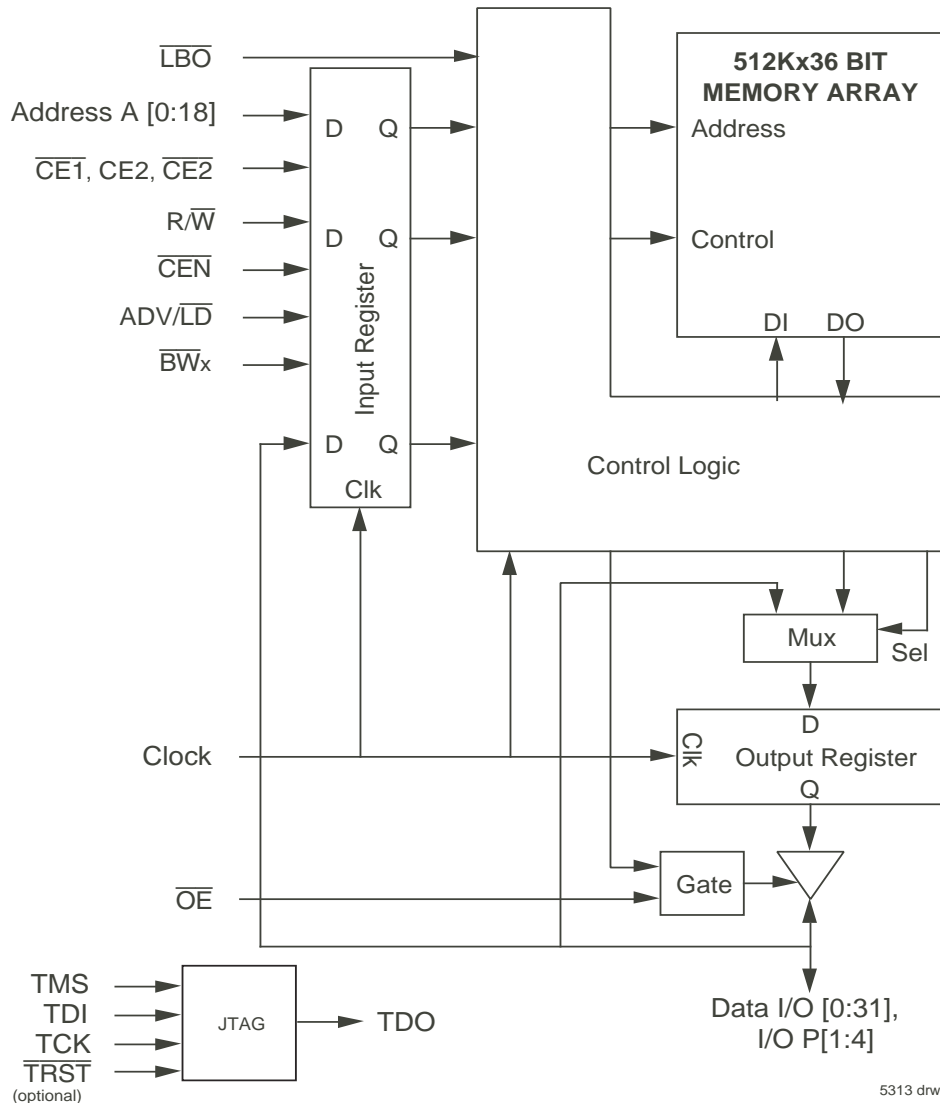 LBO
Address A [0:18]
CE1, CE2, CE2
R/W
CEN
ADV/LD
BWx
D Q
D Q
Input Register
D Q
Clk
512Kx36 BIT
MEMORY ARRAY
Address
Control
DI DO
Control Logic
Mux
Sel
Clock
D
Clk
Output Register
Q
Gate
OE
TMS
TDI
TCK
TRST
(optional)
JTAG
TDO
Data I/O [0:31],
I/O P[1:4]
5313 drw